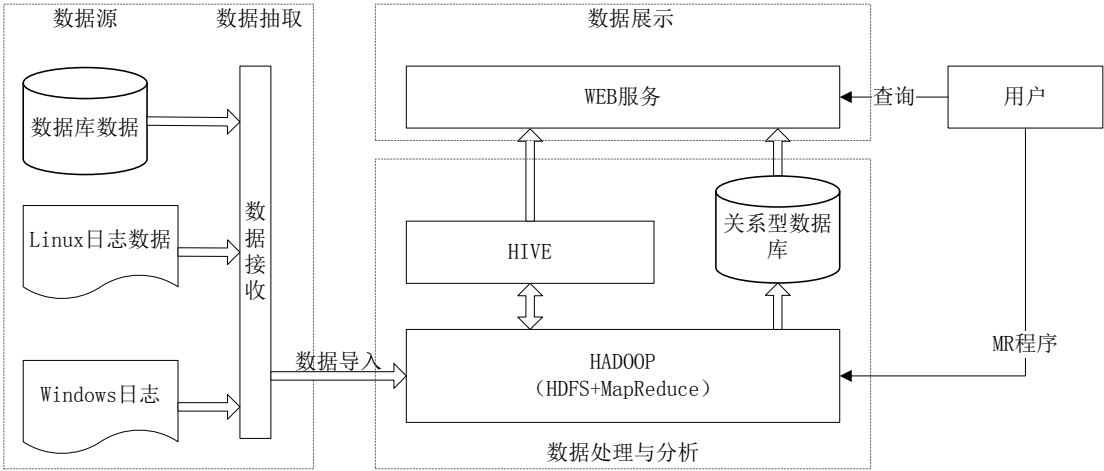 数据源
数据抽取
数据展示
数据库数据
WEB服务
查询
用户
Linux日志数据
数据接收
关系型数据
库
HIVE
Windows日志
数据导入
HADOOP
（HDFS+MapReduce）
MR程序
数据处理与分析